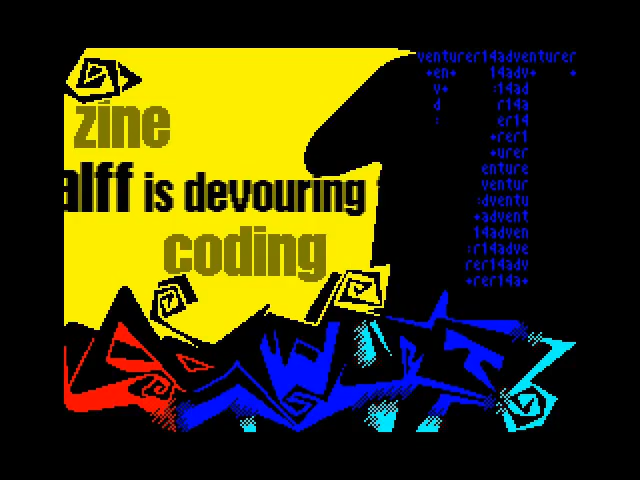 venturer14adventurer
+en+ 14adv+ +
v+ :14ad
d r14a
: er14
+rer1
+urer
enture
ventur
:dventu
+advent
14adven
:r14adve
rer14adv
+rer14a+
zine
alff is devouring
coding